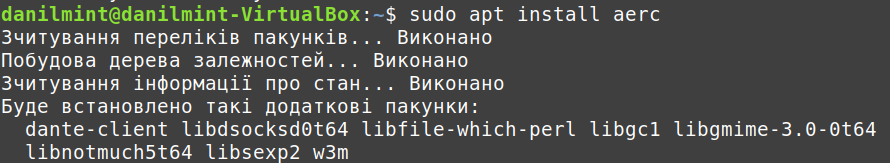 danilmint@danilmint-VirtualBox:~$ sudo apt install aerc
Зчитування переліків пакунків... Виконано
Побудова дерева залежностей... Виконано
Зчитування інформації про стан... Виконано
Буде встановлено такі додаткові пакунки:
  dante-client libdsocksd0t64 libfile-which-perl libgc1 libgmime-3.0-0t64
  libnotmuch5t64 libsexp2 w3m